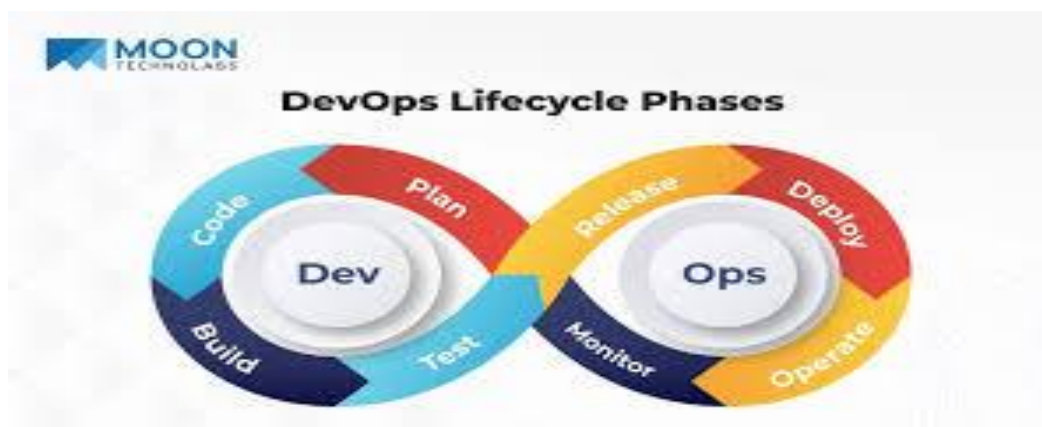 MOON
TECHNOLABS
DevOps Lifecycle Phases
Plan
Code
Build
Test
Release
Deploy
Operate
Monitor
Dev
Ops